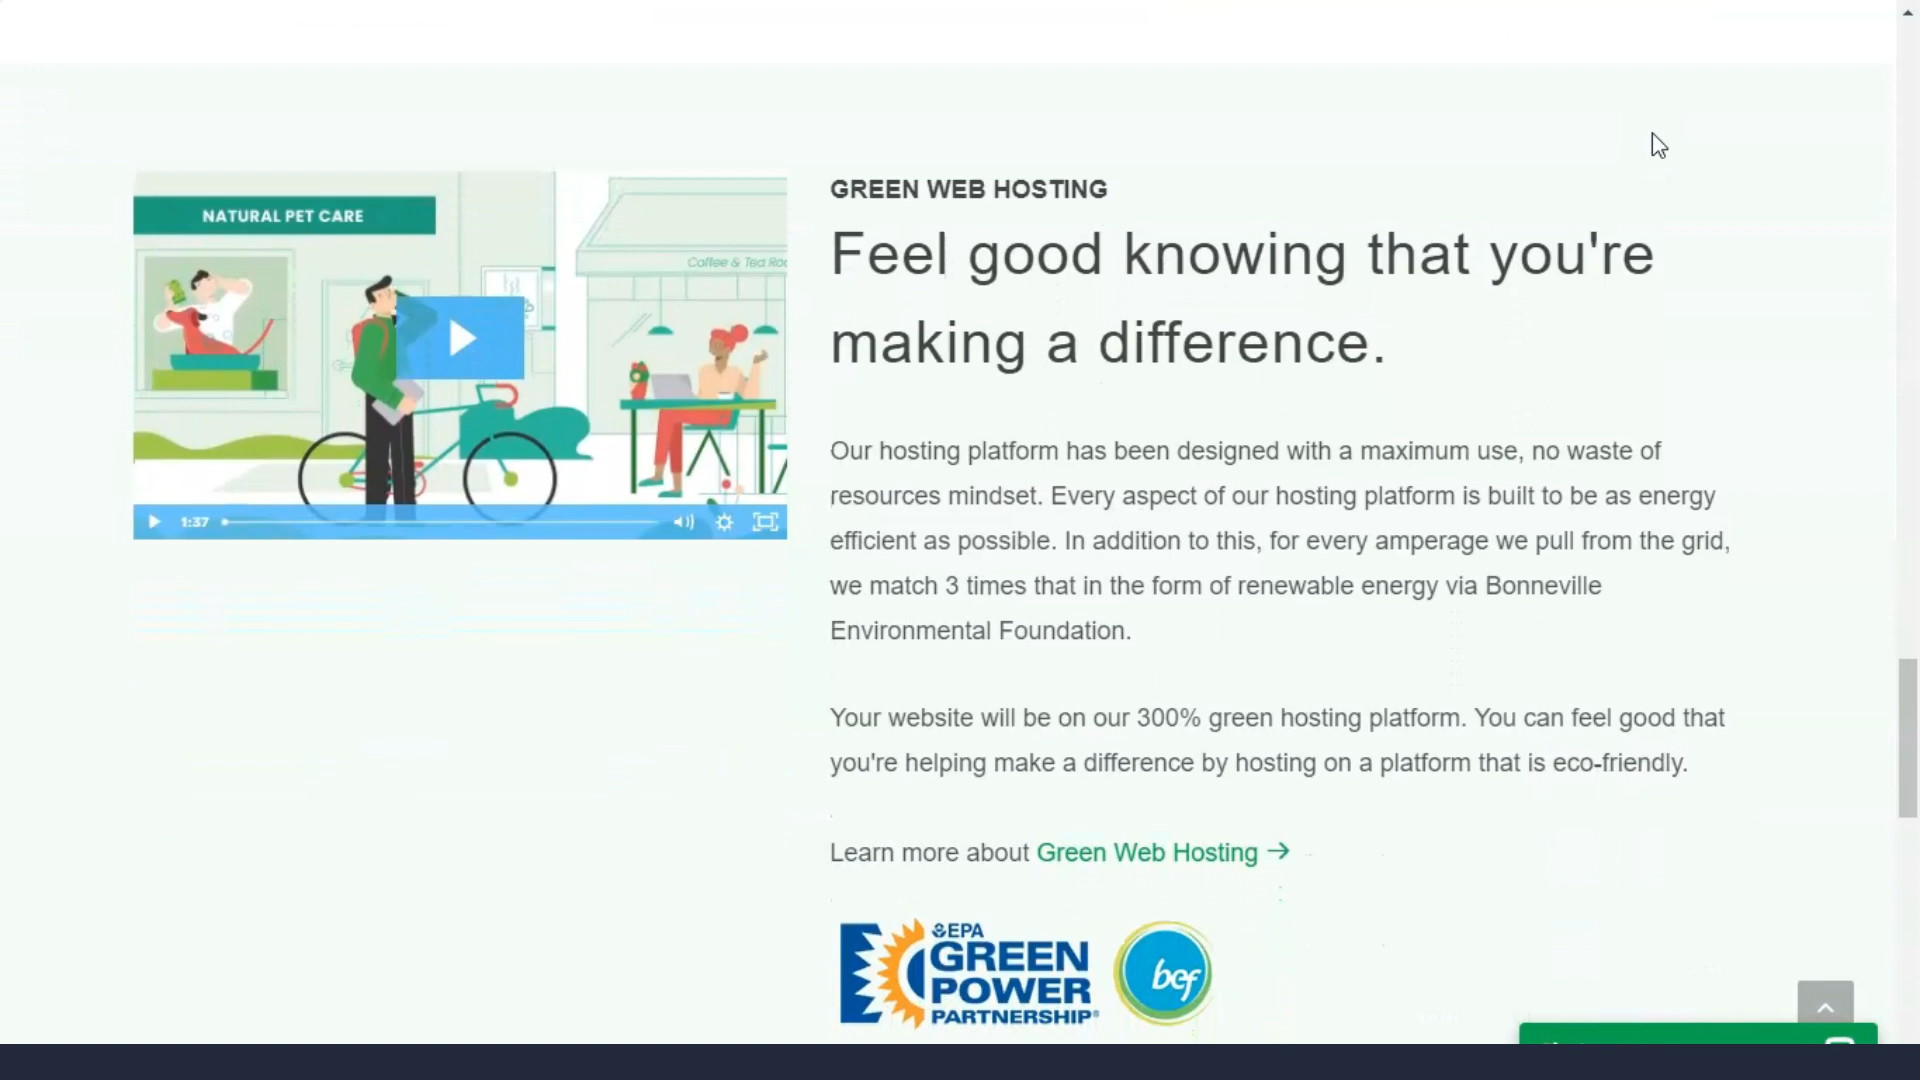 NATURAL PET CARE
Coffee & Tea Roo
1:37
GREEN WEB HOSTING
Feel good knowing that you're
making a difference.
Our hosting platform has been designed with a maximum use, no waste of
resources mindset. Every aspect of our hosting platform is built to be as energy
efficient as possible. In addition to this, for every amperage we pull from the grid,
we match 3 times that in the form of renewable energy via Bonneville
Environmental Foundation.
Your website will be on our 300% green hosting platform. You can feel good that
you're helping make a difference by hosting on a platform that is eco-friendly.
Learn more about Green Web Hosting →
EPA
GREEN
POWER
PARTNERSHIP®
bef